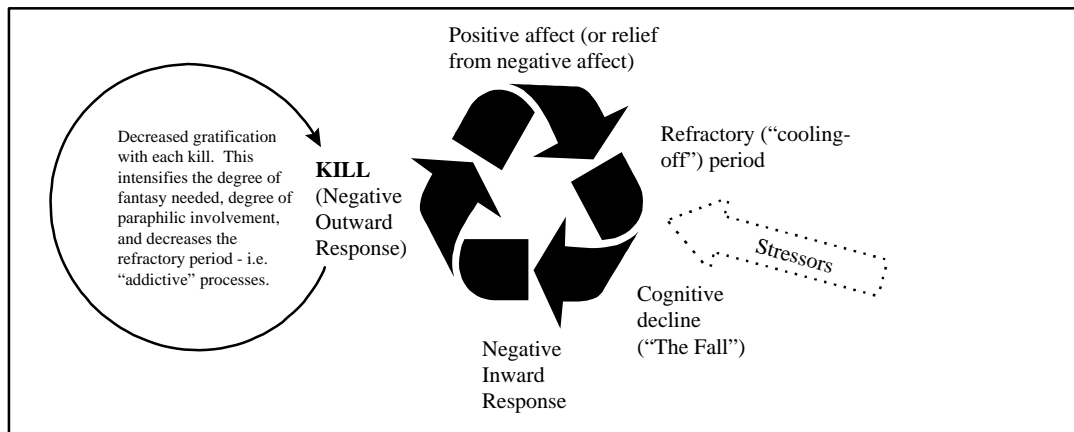 Positive affect (or relief
from negative affect)
Decreased gratification
with each kill.  This
intensifies the degree of
fantasy needed, degree of
paraphilic involvement,
and decreases the
refractory period - i.e.
“addictive” processes.
KILL
(Negative
Outward
Response)
Refractory (“cooling-
off”) period
Stressors
Cognitive
decline
(“The Fall”)
Negative
Inward
Response